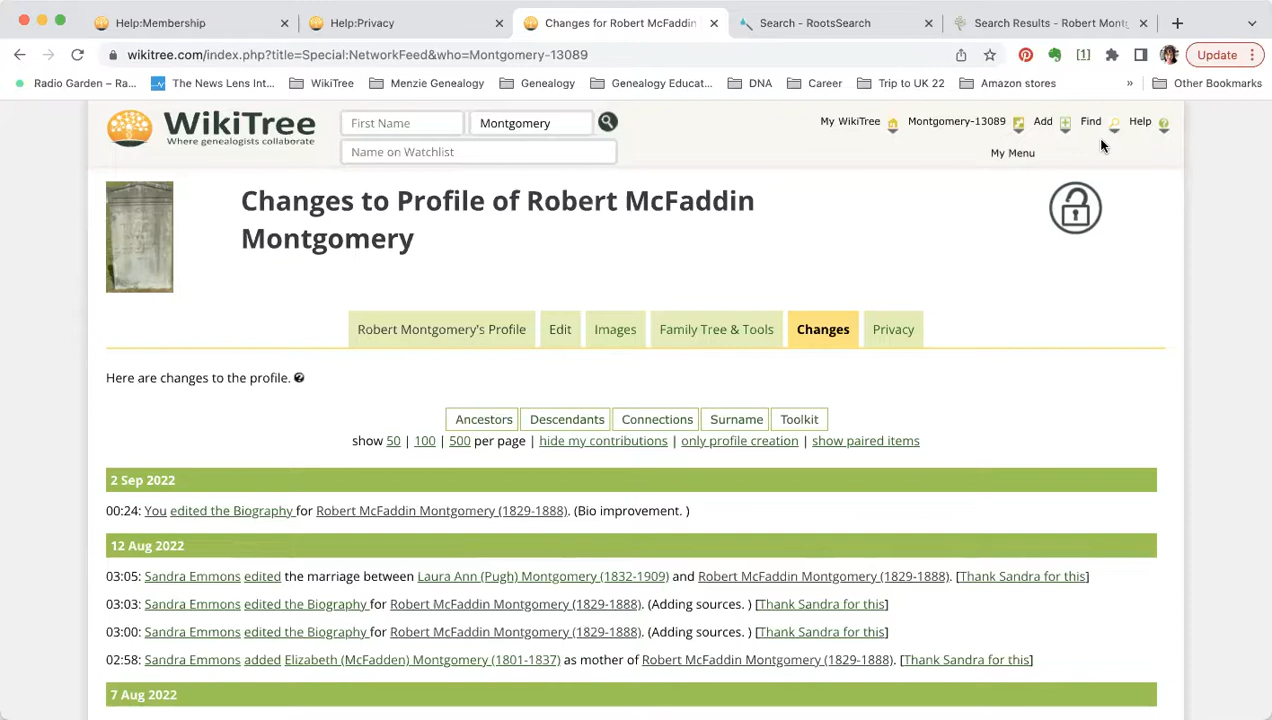 Help:Membership
Help:Privacy
Changes for Robert McFaddin
Search - RootsSearch
Search Results - Robert Montg
wikitree.com/index.php?title=Special:NetworkFeed&who=Montgomery-13089
[1]
Update
Radio Garden – Ra...
The News Lens Int...
WikiTree
Menzie Genealogy
Genealogy
Genealogy Educat...
DNA
Career
Trip to UK 22
Amazon stores
»
Other Bookmarks
WikiTree
Where genealogists collaborate
First Name
Montgomery
Name on Watchlist
My WikiTree
Montgomery-13089
Add
Find
Help
My Menu
Changes to Profile of Robert McFaddin
Montgomery
Robert Montgomery's Profile
Edit
Images
Family Tree & Tools
Changes
Privacy
Here are changes to the profile.
Ancestors
Descendants
Connections
Surname
Toolkit
show 50 | 100 | 500 per page | hide my contributions | only profile creation | show paired items
2 Sep 2022
00:24: You edited the Biography for Robert McFaddin Montgomery (1829-1888). (Bio improvement. )
12 Aug 2022
03:05: Sandra Emmons edited the marriage between Laura Ann (Pugh) Montgomery (1832-1909) and Robert McFaddin Montgomery (1829-1888). [Thank Sandra for this]
03:03: Sandra Emmons edited the Biography for Robert McFaddin Montgomery (1829-1888). (Adding sources. ) [Thank Sandra for this]
03:00: Sandra Emmons edited the Biography for Robert McFaddin Montgomery (1829-1888). (Adding sources. ) [Thank Sandra for this]
02:58: Sandra Emmons added Elizabeth (McFadden) Montgomery (1801-1837) as mother of Robert McFaddin Montgomery (1829-1888). [Thank Sandra for this]
7 Aug 2022